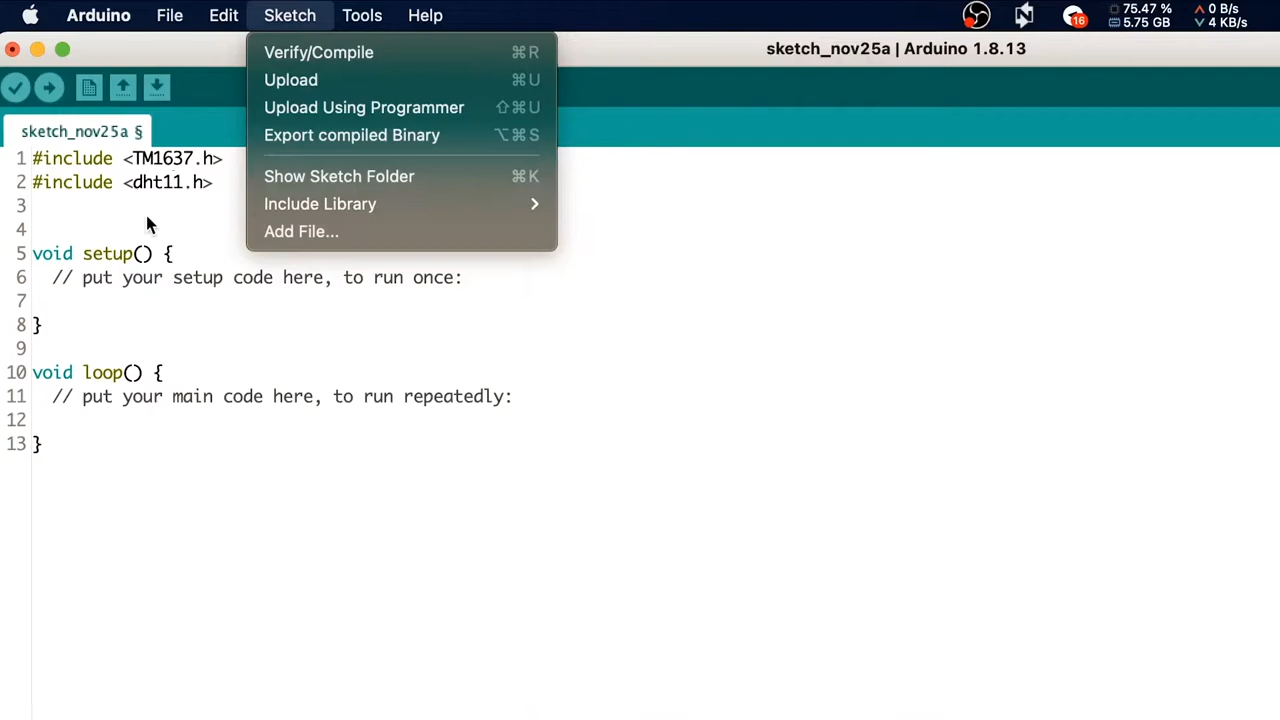 Arduino File Edit Sketch Tools Help 16 75.47 % 5.75 GB 0 B/s 4 KB/s
sketch_nov25a | Arduino 1.8.13
Verify/Compile ⌘R
Upload ⌘U
Upload Using Programmer ⇧⌘U
Export compiled Binary ⌥⌘S
Show Sketch Folder ⌘K
Include Library
Add File...
sketch_nov25a §
1 #include <TM1637.h>
2 #include <dht11.h>
3
4
5 void setup() {
6 // put your setup code here, to run once:
7
8 }
9
10 void loop() {
11 // put your main code here, to run repeatedly:
12
13 }